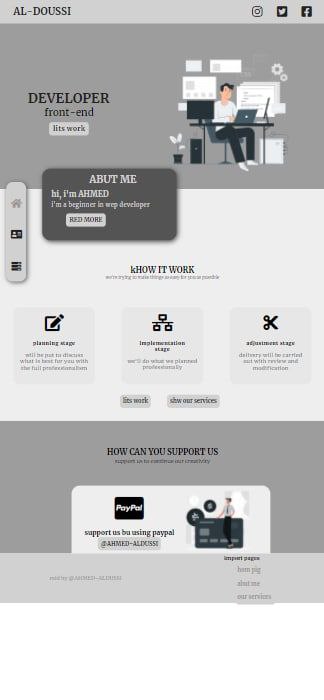 AL-DOUSSI
DEVELOPER
front-end
lits work
ABUT ME
hi, i'm AHMED
i'm a beginner in wep developer
RED MORE
kHOW IT WORK
we're trying to make things as easy for you as possible
planning stage
will be put to discuss
what is best for you with
the full professionalism
implementation
stage
we'll do what we planned
professionally
adjustment stage
delivery will be carried
out with review and
modification
lits work
shw our services
HOW CAN YOU SUPPORT US
support us to continue our creativity
PayPal
support us bu using paypal
@AHMED-ALDUSSI
import pages
hom pig
abut me
our services
mid by @AHMED-ALDUSSI